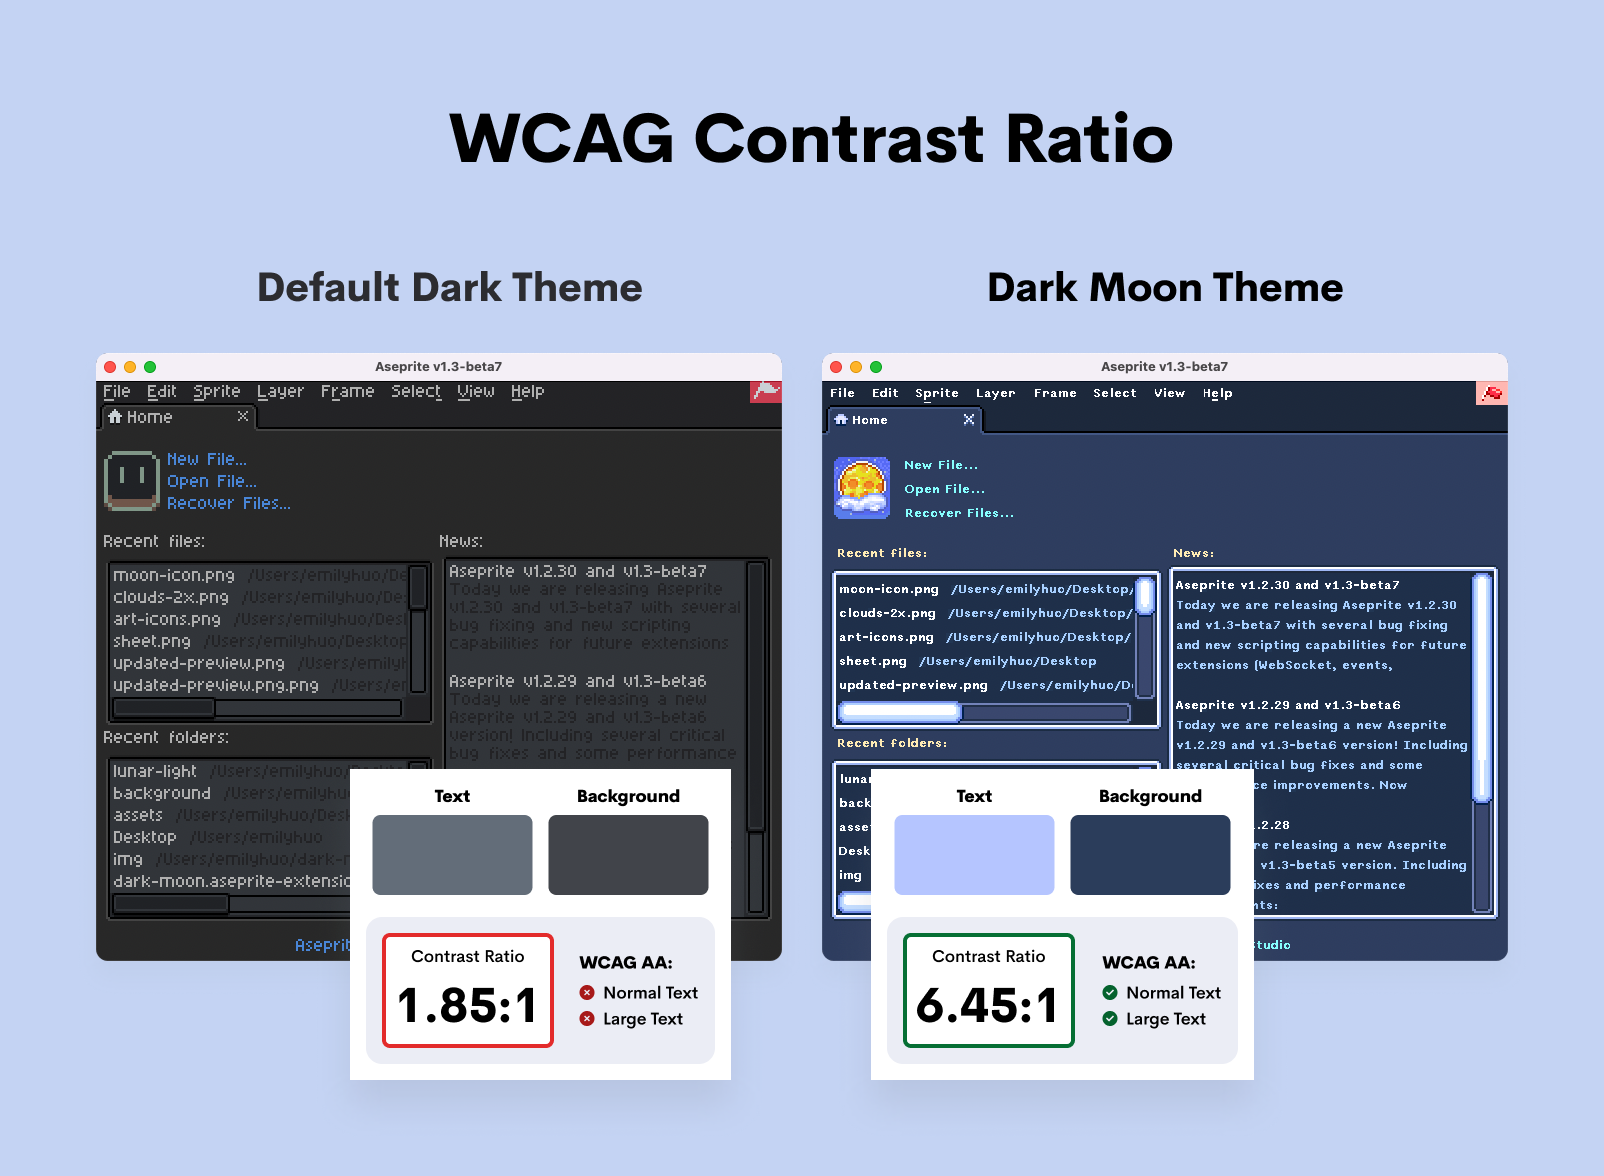 WCAG Contrast Ratio
Default Dark Theme
Aseprite v1.3-beta7
File Edit Sprite Layer Frame Select View Help
Home
New File...
Open File...
Recover Files...
Recent files:
moon-icon.png /Users/emilyhuo/De
clouds-2x.png /Users/emilyhuo/De
art-icons.png /Users/emilyhuo/Des
sheet.png /Users/emilyhuo/Desktop
updated-preview.png /Users/emilyh
updated-preview.png.png /Users/em
Recent folders:
lunar-light /Users/emilyhuo/Deskto
background /Users/emilyhu
assets /Users/emilyhuo/D
Desktop /Users/emilyhuo
img /Users/emilyhuo/dark-
dark-moon.aseprite-extensio
Aseprit
News:
Aseprite v1.2.30 and v1.3-beta7
Today we are releasing Aseprite
v1.2.30 and v1.3-beta7 with several
bug fixing and new scripting
capabilities for future extensions
Aseprite v1.2.29 and v1.3-beta6
Today we are releasing a new
Aseprite v1.2.29 and v1.3-beta6
version! Including several critical
bug fixes and some performance
Text Background
Contrast Ratio
1.85:1
WCAG AA:
Normal Text
Large Text
Dark Moon Theme
Aseprite v1.3-beta7
File Edit Sprite Layer Frame Select View Help
Home
New File...
Open File...
Recover Files...
Recent files:
moon-icon.png /Users/emilyhuo/Desktop/
clouds-2x.png /Users/emilyhuo/Desktop/
art-icons.png /Users/emilyhuo/Desktop/
sheet.png /Users/emilyhuo/Desktop
updated-preview.png /Users/emilyhuo/D
Recent folders:
luna
back
asse
Desk
img
News:
Aseprite v1.2.30 and v1.3-beta7
Today we are releasing Aseprite v1.2.30
and v1.3-beta7 with several bug fixing
and new scripting capabilities for future
extensions (WebSocket, events,
Aseprite v1.2.29 and v1.3-beta6
Today we are releasing a new Aseprite
v1.2.29 and v1.3-beta6 version! Including
several critical bug fixes and some
ce improvements. Now
1.2.28
re releasing a new Aseprite
v1.3-beta5 version. Including
ixes and performance
nts:
Studio
Text Background
Contrast Ratio
6.45:1
WCAG AA:
Normal Text
Large Text